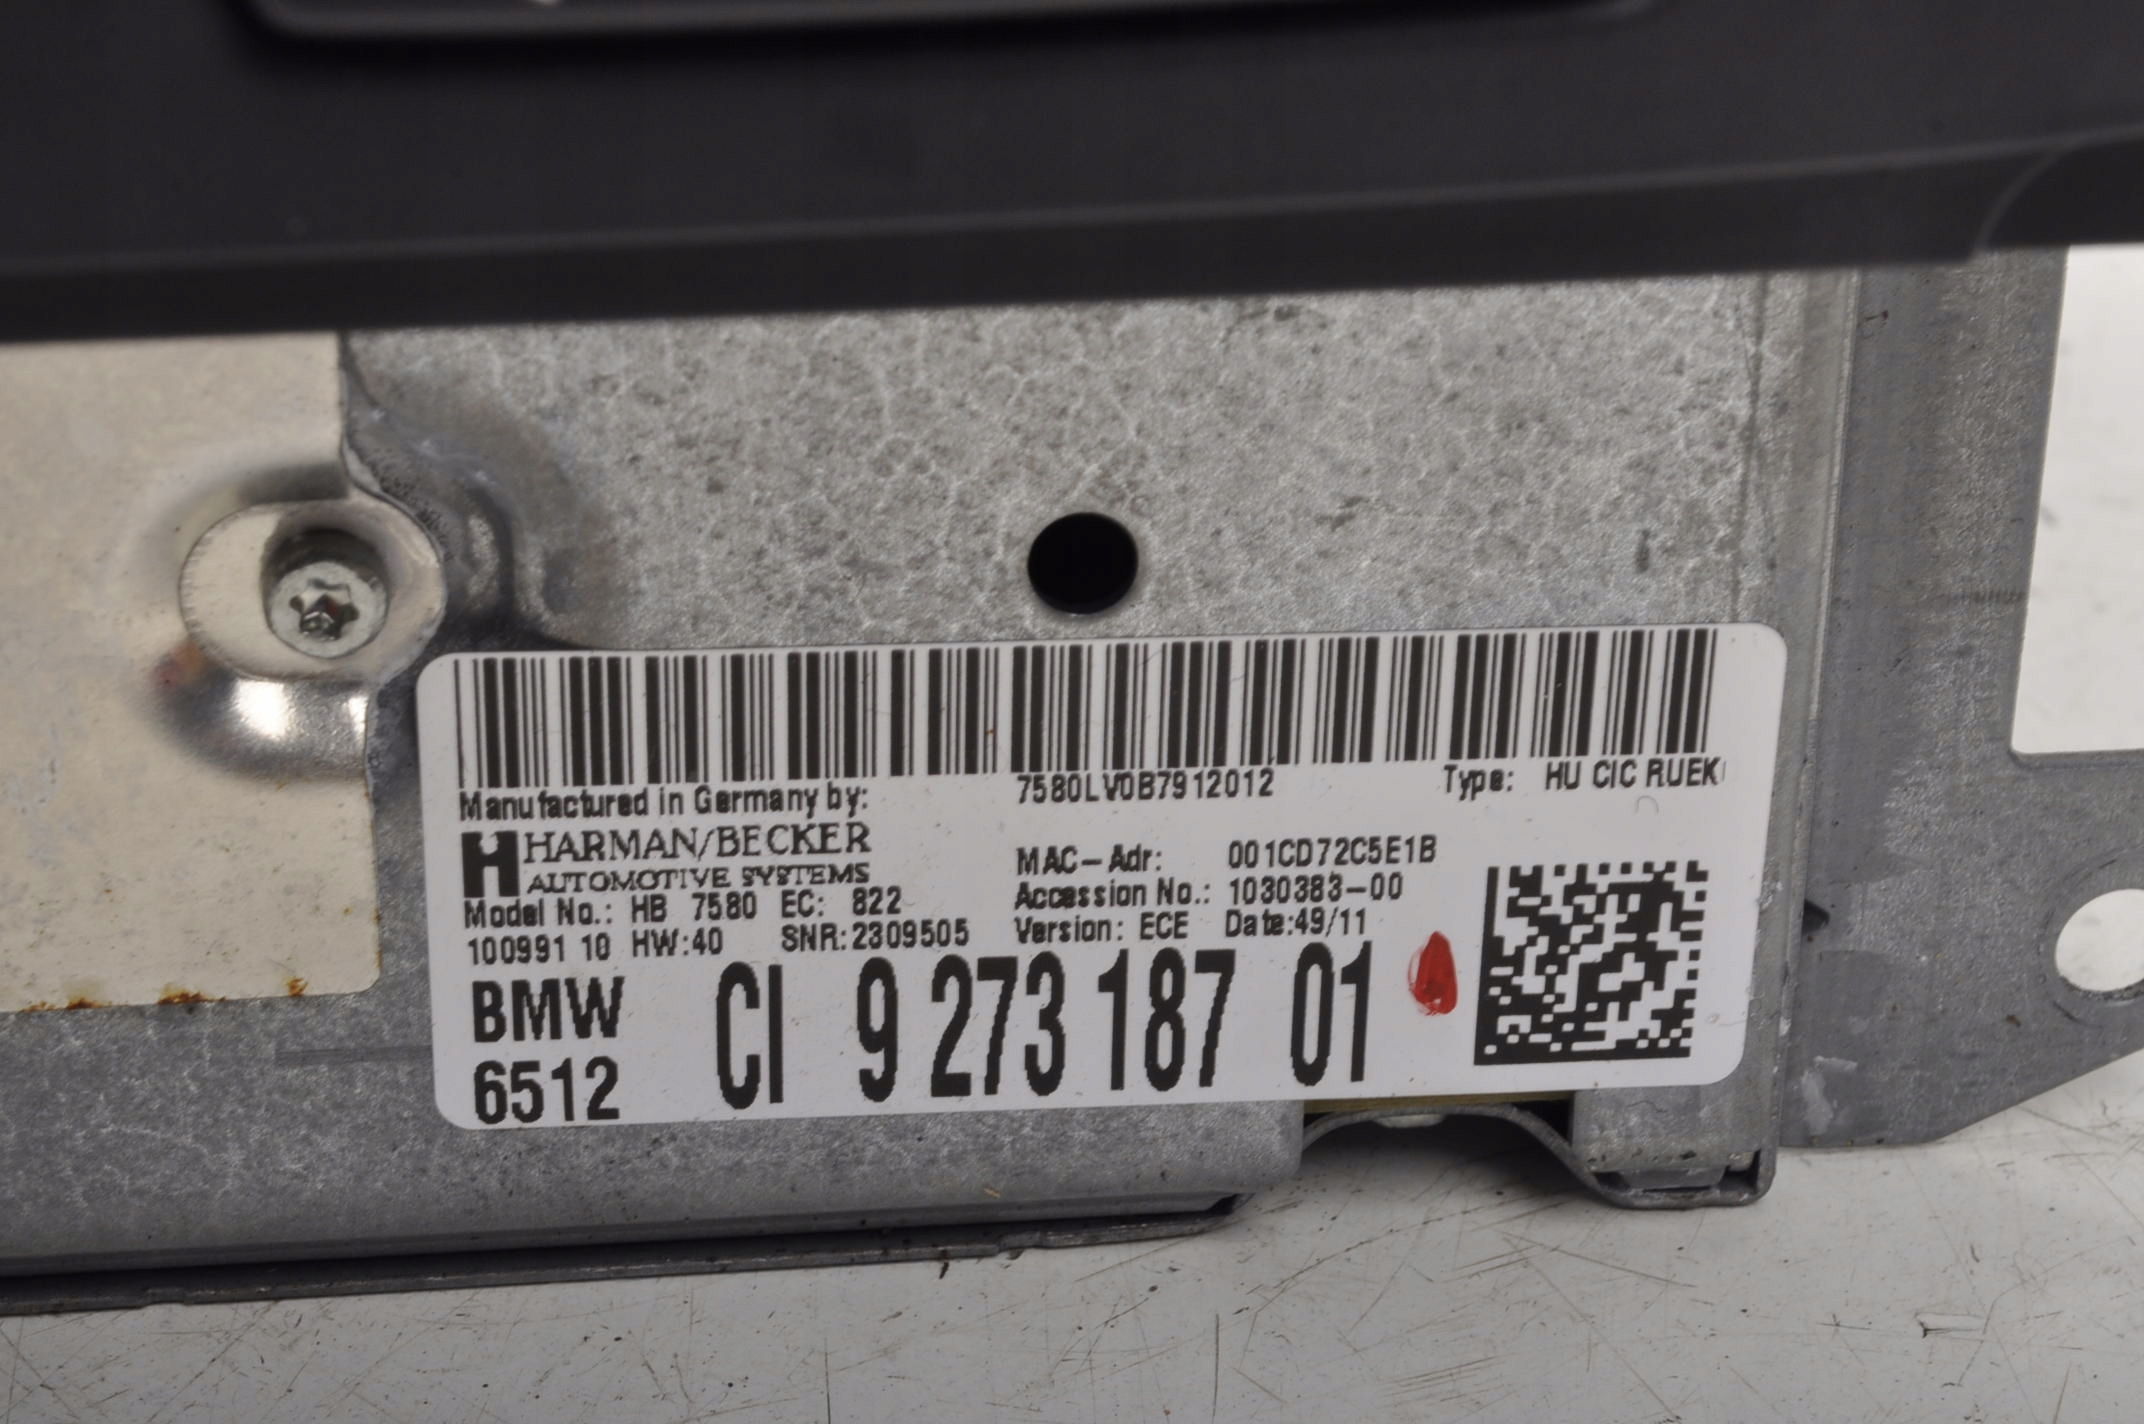 Manufactured in Germany by: 7580LV0B7912012 Type: HU CIC RUEK
HARMAN/BECKER
AUTOMOTIVE SYSTEMS
MAC-Adr: 001CD72C5E1B
Model No.: HB 7580 EC: 822 Accession No.: 1030383-00
100991 10 HW:40 SNR:2309505 Version: ECE Date:49/11
BMW CI 9 273 187 01
6512